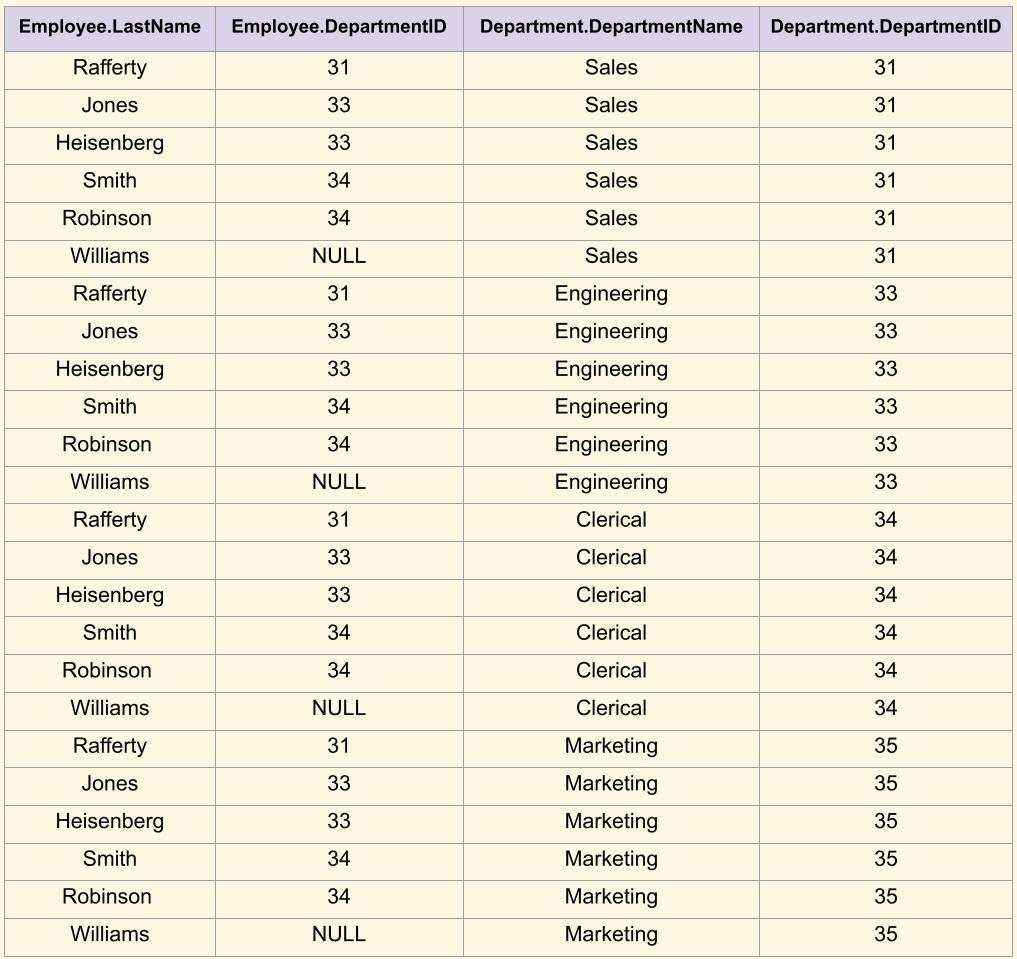 Employee.LastName Employee.DepartmentID Department.DepartmentName Department.DepartmentID
Rafferty 31 Sales 31
Jones 33 Sales 31
Heisenberg 33 Sales 31
Smith 34 Sales 31
Robinson 34 Sales 31
Williams NULL Sales 31
Rafferty 31 Engineering 33
Jones 33 Engineering 33
Heisenberg 33 Engineering 33
Smith 34 Engineering 33
Robinson 34 Engineering 33
Williams NULL Engineering 33
Rafferty 31 Clerical 34
Jones 33 Clerical 34
Heisenberg 33 Clerical 34
Smith 34 Clerical 34
Robinson 34 Clerical 34
Williams NULL Clerical 34
Rafferty 31 Marketing 35
Jones 33 Marketing 35
Heisenberg 33 Marketing 35
Smith 34 Marketing 35
Robinson 34 Marketing 35
Williams NULL Marketing 35